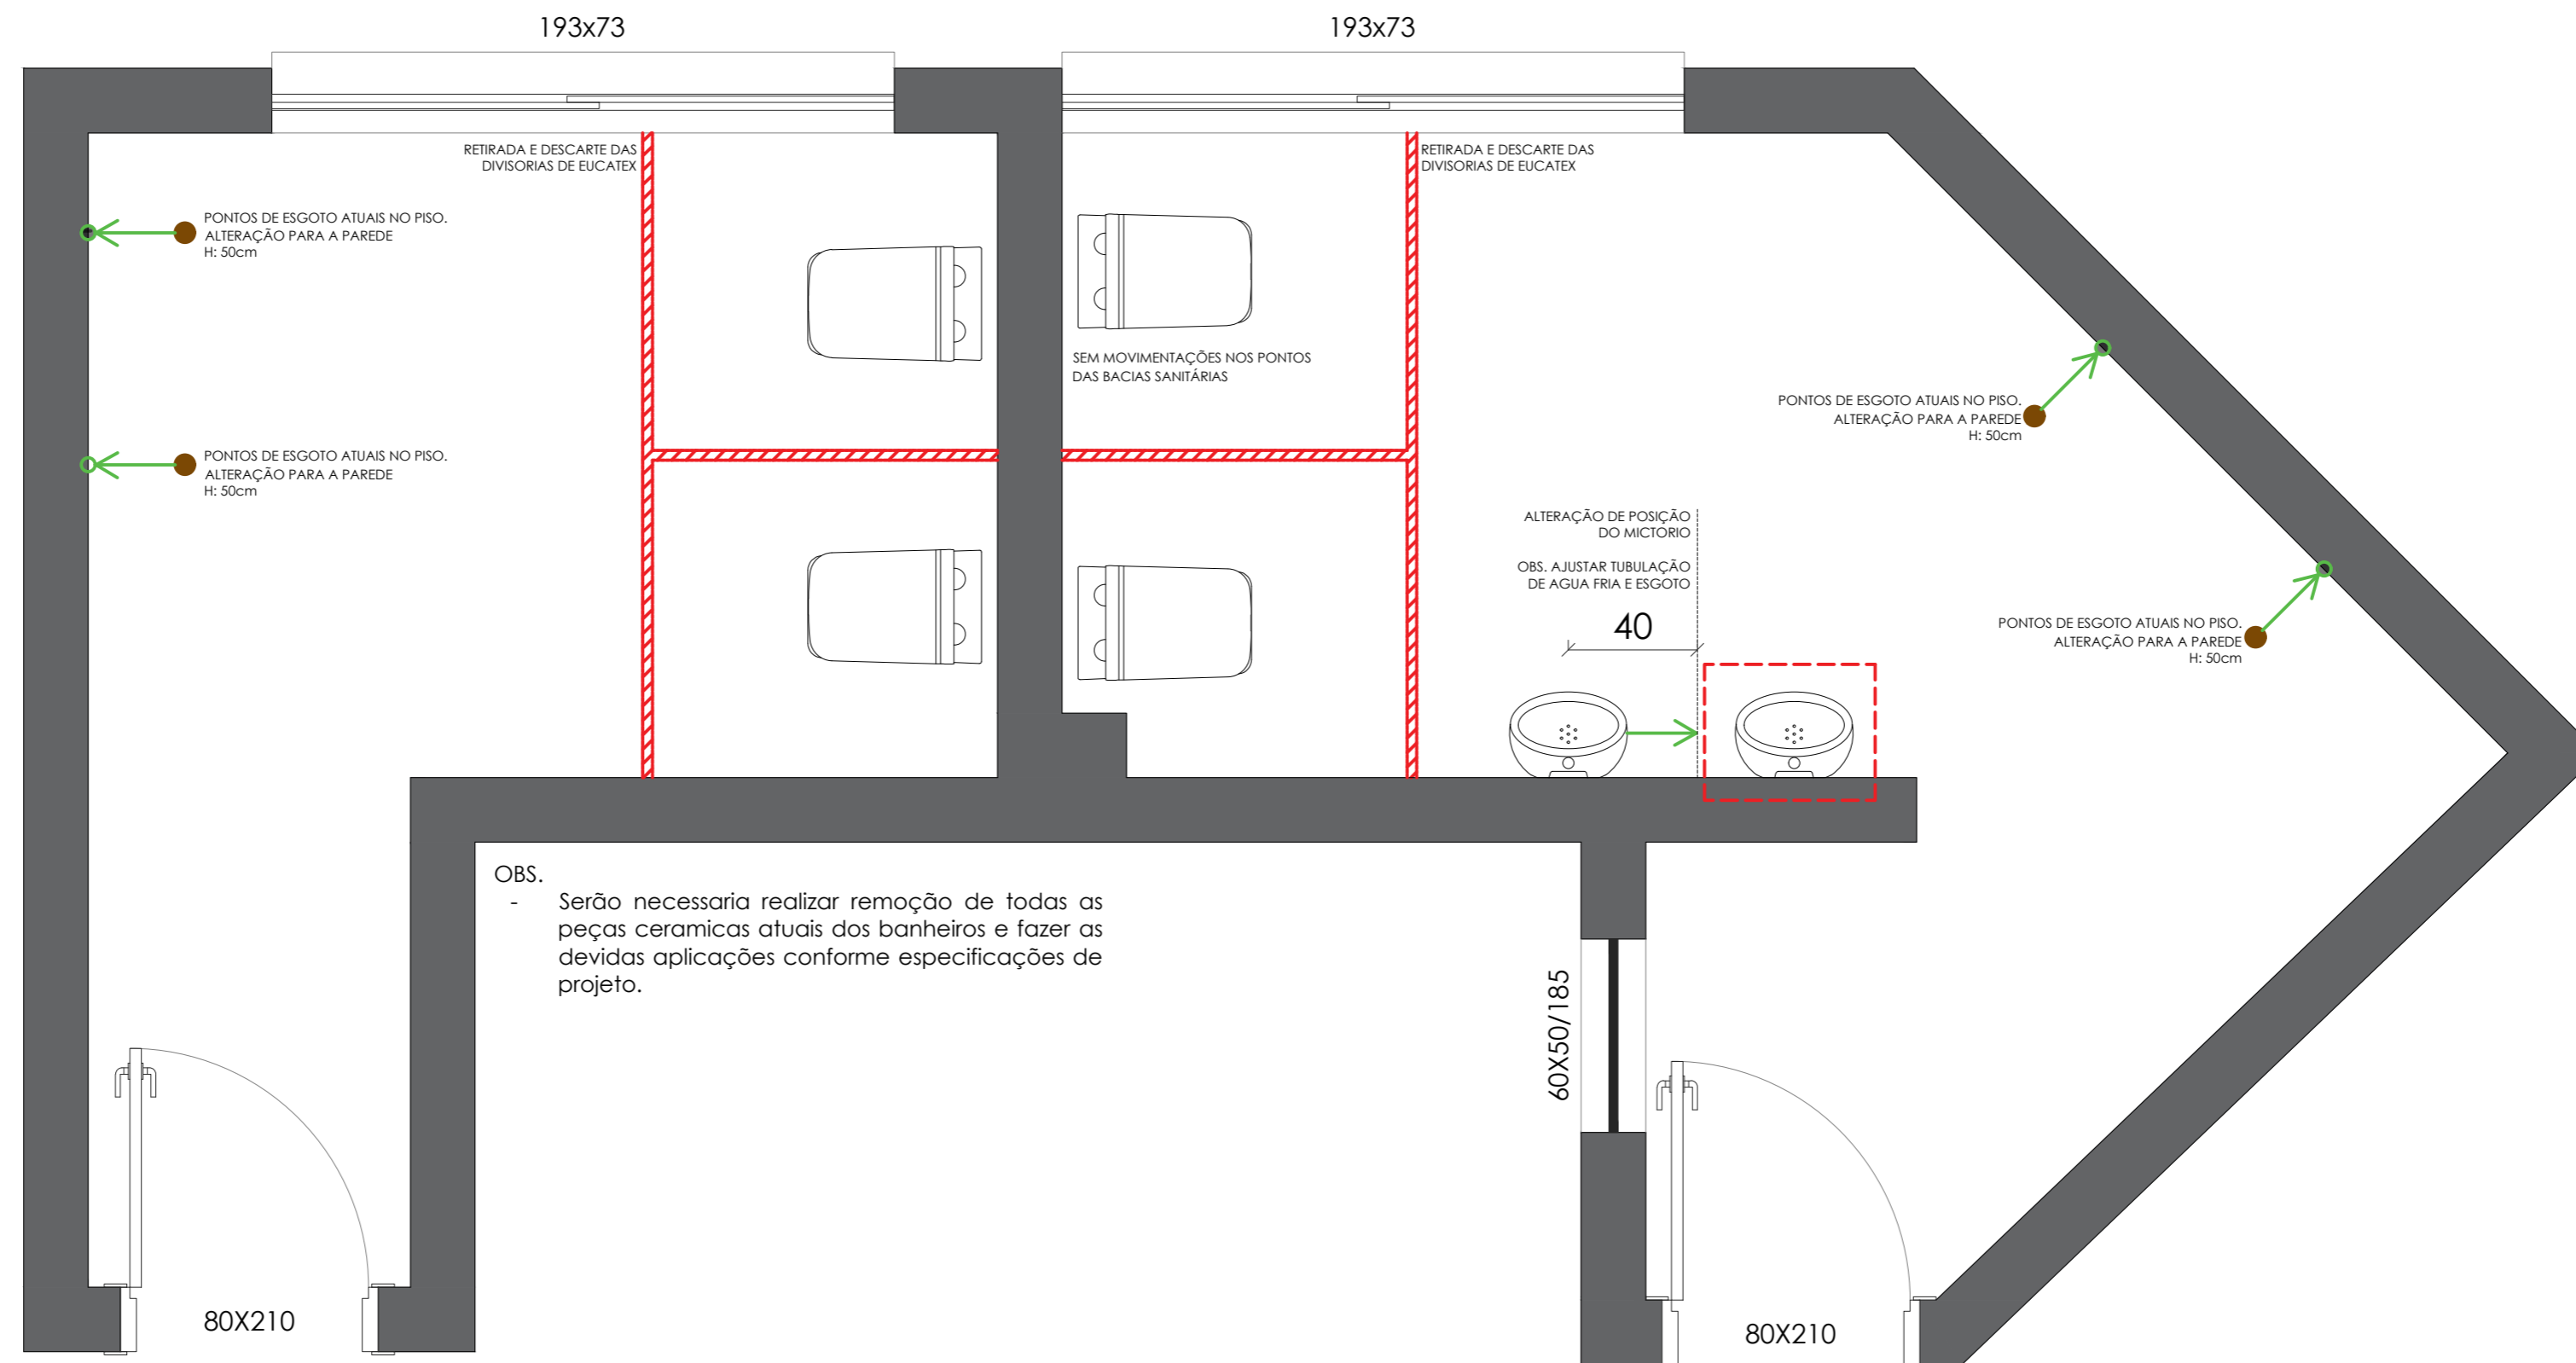 193x73
193x73
RETIRADA E DESCARTE DAS
DIVISORIAS DE EUCATEX
RETIRADA E DESCARTE DAS
DIVISORIAS DE EUCATEX
PONTOS DE ESGOTO ATUAIS NO PISO.
ALTERAÇÃO PARA A PAREDE
H: 50cm
SEM MOVIMENTAÇÕES NOS PONTOS
DAS BACIAS SANITÁRIAS
PONTOS DE ESGOTO ATUAIS NO PISO.
ALTERAÇÃO PARA A PAREDE
H: 50cm
PONTOS DE ESGOTO ATUAIS NO PISO.
ALTERAÇÃO PARA A PAREDE
H: 50cm
ALTERAÇÃO DE POSIÇÃO
DO MICTORIO
OBS. AJUSTAR TUBULAÇÃO
DE AGUA FRIA E ESGOTO
40
PONTOS DE ESGOTO ATUAIS NO PISO.
ALTERAÇÃO PARA A PAREDE
H: 50cm
OBS.
- Serão necessaria realizar remoção de todas as
peças ceramicas atuais dos banheiros e fazer as
devidas aplicações conforme especificações de
projeto.
60X50/185
80X210
80X210